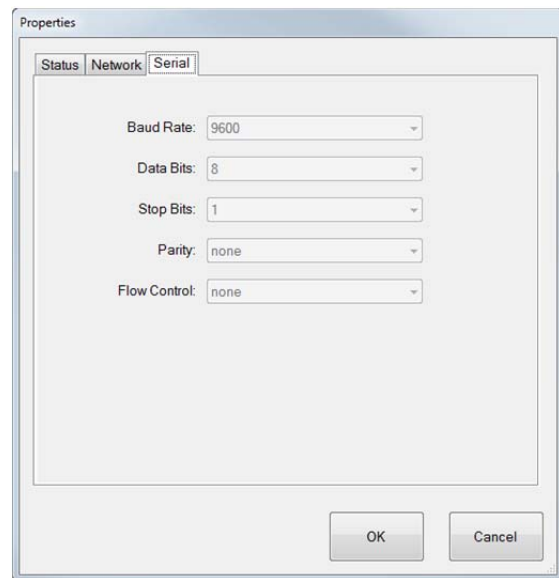 Properties
Status Network Serial
Baud Rate: 9600
Data Bits: 8
Stop Bits: 1
Parity: none
Flow Control: none
OK Cancel